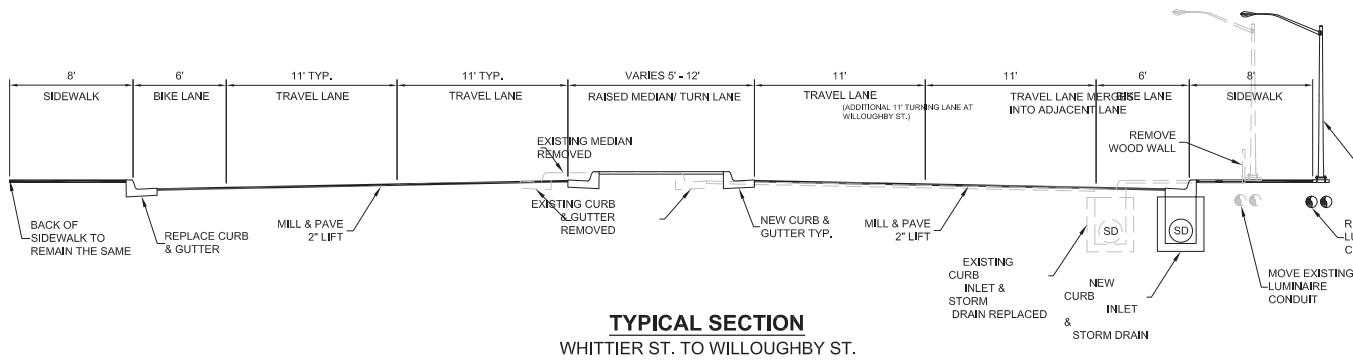 8'
6'
11' TYP.
11' TYP.
VARIES 5' - 12'
11'
11'
6'
8'
SIDEWALK
BIKE LANE
TRAVEL LANE
TRAVEL LANE
RAISED MEDIAN/ TURN LANE
TRAVEL LANE
(ADDITIONAL 11' TURNING LANE AT
WILLOUGHBY ST.)
TRAVEL LANE MERGES
INTO ADJACENT LANE
BIKE LANE
SIDEWALK
EXISTING MEDIAN
REMOVED
REMOVE
WOOD WALL
BACK OF
SIDEWALK TO
REMAIN THE SAME
REPLACE CURB
& GUTTER
MILL & PAVE
2" LIFT
EXISTING CURB
& GUTTER
REMOVED
NEW CURB &
GUTTER TYP.
MILL & PAVE
2" LIFT
SD
SD
EXISTING
CURB
INLET &
STORM
DRAIN REPLACED
NEW
CURB
INLET
&
STORM DRAIN
MOVE EXISTING
LUMINAIRE
CONDUIT
R
LU
C
TYPICAL SECTION
WHITTIER ST. TO WILLOUGHBY ST.